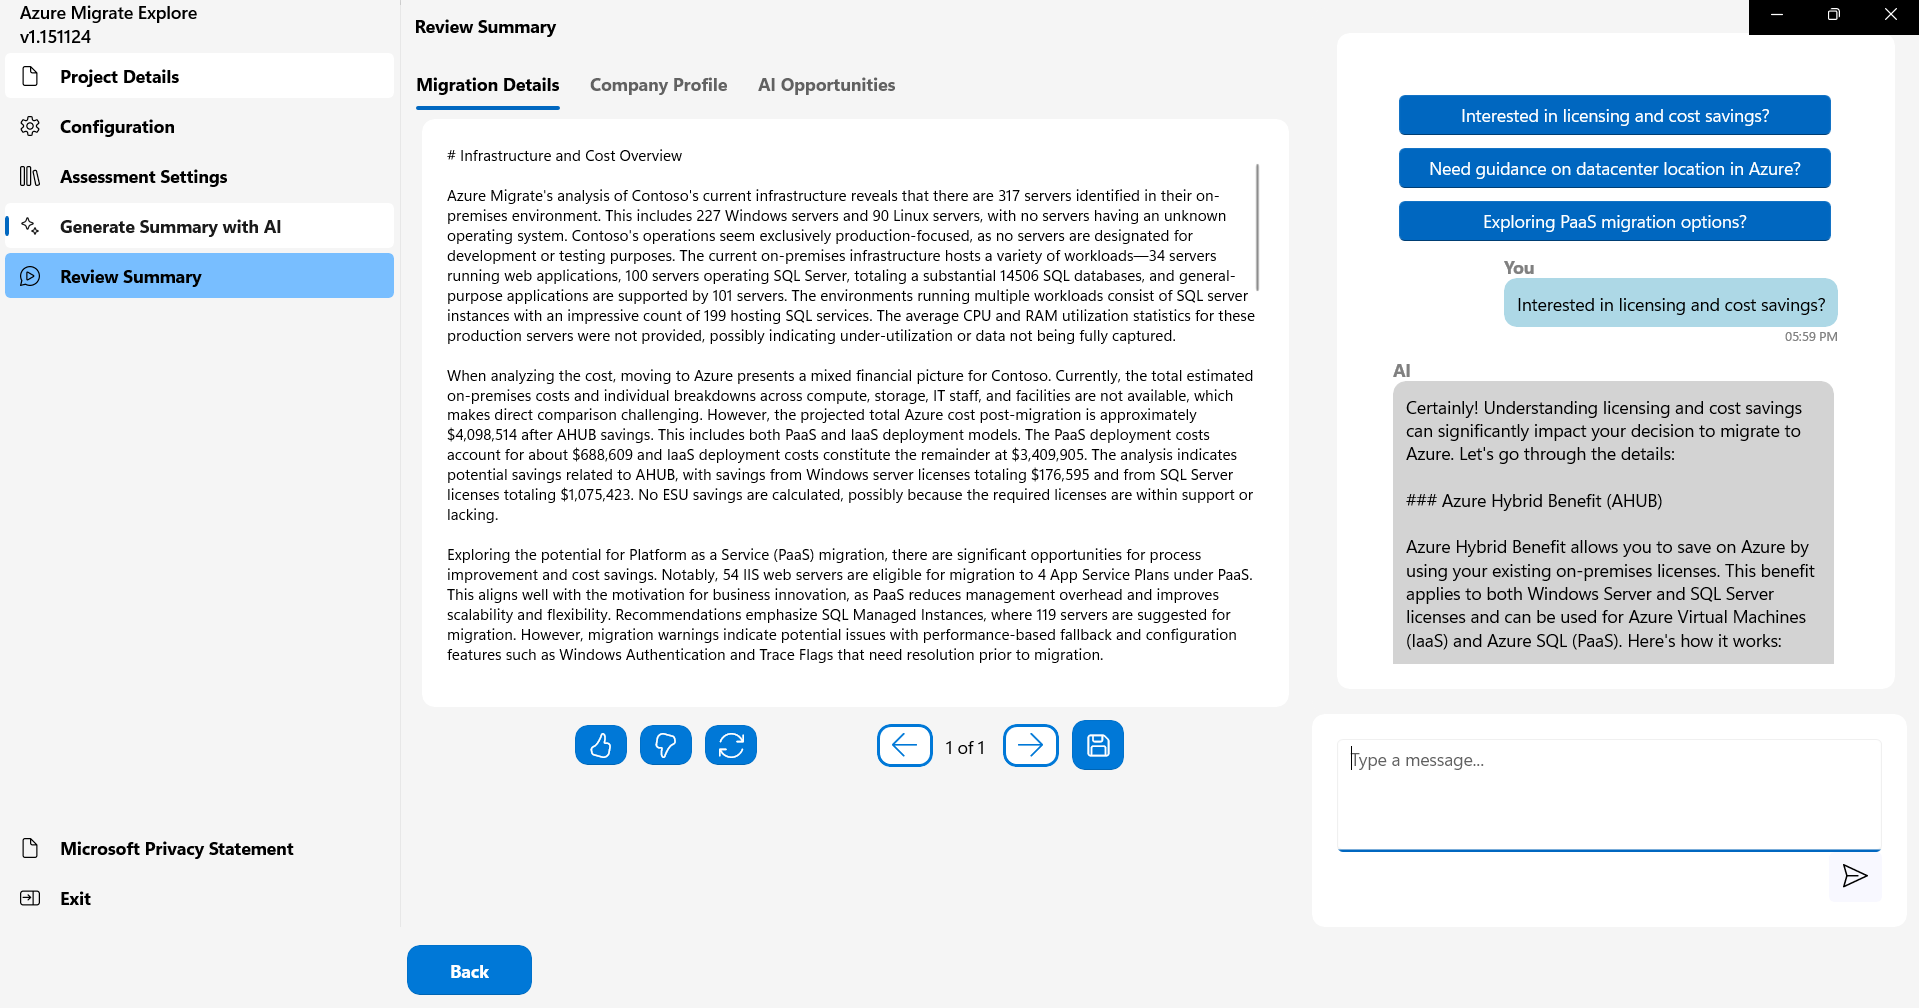 Azure Migrate Explore
v1.151124
Project Details
Configuration
Assessment Settings
Generate Summary with AI
Review Summary
Microsoft Privacy Statement
Exit
Review Summary
Migration Details
Company Profile
AI Opportunities
# Infrastructure and Cost Overview
Azure Migrate's analysis of Contoso's current infrastructure reveals that there are 317 servers identified in their on-
premises environment. This includes 227 Windows servers and 90 Linux servers, with no servers having an unknown
operating system. Contoso's operations seem exclusively production-focused, as no servers are designated for
development or testing purposes. The current on-premises infrastructure hosts a variety of workloads—34 servers
running web applications, 100 servers operating SQL Server, totaling a substantial 14506 SQL databases, and general-
purpose applications are supported by 101 servers. The environments running multiple workloads consist of SQL server
instances with an impressive count of 199 hosting SQL services. The average CPU and RAM utilization statistics for these
production servers were not provided, possibly indicating under-utilization or data not being fully captured.
When analyzing the cost, moving to Azure presents a mixed financial picture for Contoso. Currently, the total estimated
on-premises costs and individual breakdowns across compute, storage, IT staff, and facilities are not available, which
makes direct comparison challenging. However, the projected total Azure cost post-migration is approximately
$4,098,514 after AHUB savings. This includes both PaaS and IaaS deployment models. The PaaS deployment costs
account for about $688,609 and IaaS deployment costs constitute the remainder at $3,409,905. The analysis indicates
potential savings related to AHUB, with savings from Windows server licenses totaling $176,595 and from SQL Server
licenses totaling $1,075,423. No ESU savings are calculated, possibly because the required licenses are within support or
lacking.
Exploring the potential for Platform as a Service (PaaS) migration, there are significant opportunities for process
improvement and cost savings. Notably, 54 IIS web servers are eligible for migration to 4 App Service Plans under PaaS.
This aligns well with the motivation for business innovation, as PaaS reduces management overhead and improves
scalability and flexibility. Recommendations emphasize SQL Managed Instances, where 119 servers are suggested for
migration. However, migration warnings indicate potential issues with performance-based fallback and configuration
features such as Windows Authentication and Trace Flags that need resolution prior to migration.
1 of 1
Back
Interested in licensing and cost savings?
Need guidance on datacenter location in Azure?
Exploring PaaS migration options?
You
Interested in licensing and cost savings?
05:59 PM
AI
Certainly! Understanding licensing and cost savings
can significantly impact your decision to migrate to
Azure. Let's go through the details:
### Azure Hybrid Benefit (AHUB)
Azure Hybrid Benefit allows you to save on Azure by
using your existing on-premises licenses. This benefit
applies to both Windows Server and SQL Server
licenses and can be used for Azure Virtual Machines
(IaaS) and Azure SQL (PaaS). Here's how it works:
Type a message...